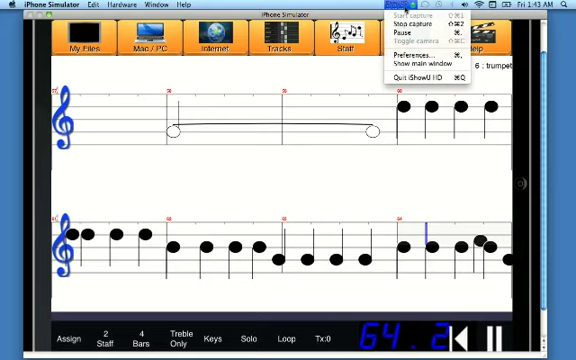 iPhone Simulator File Edit Hardware Window Help Fri 1:43 AM
iPhone Simulator
Start capture
Stop capture
Pause
Toggle camera
Preferences...
Show main window
Quit iShowU HD
My Files Mac / PC Internet Tracks Staff Help
6 : trumpet
Assign 2 Staff 4 Bars Treble Only Keys Solo Loop Tx:0 64. 2